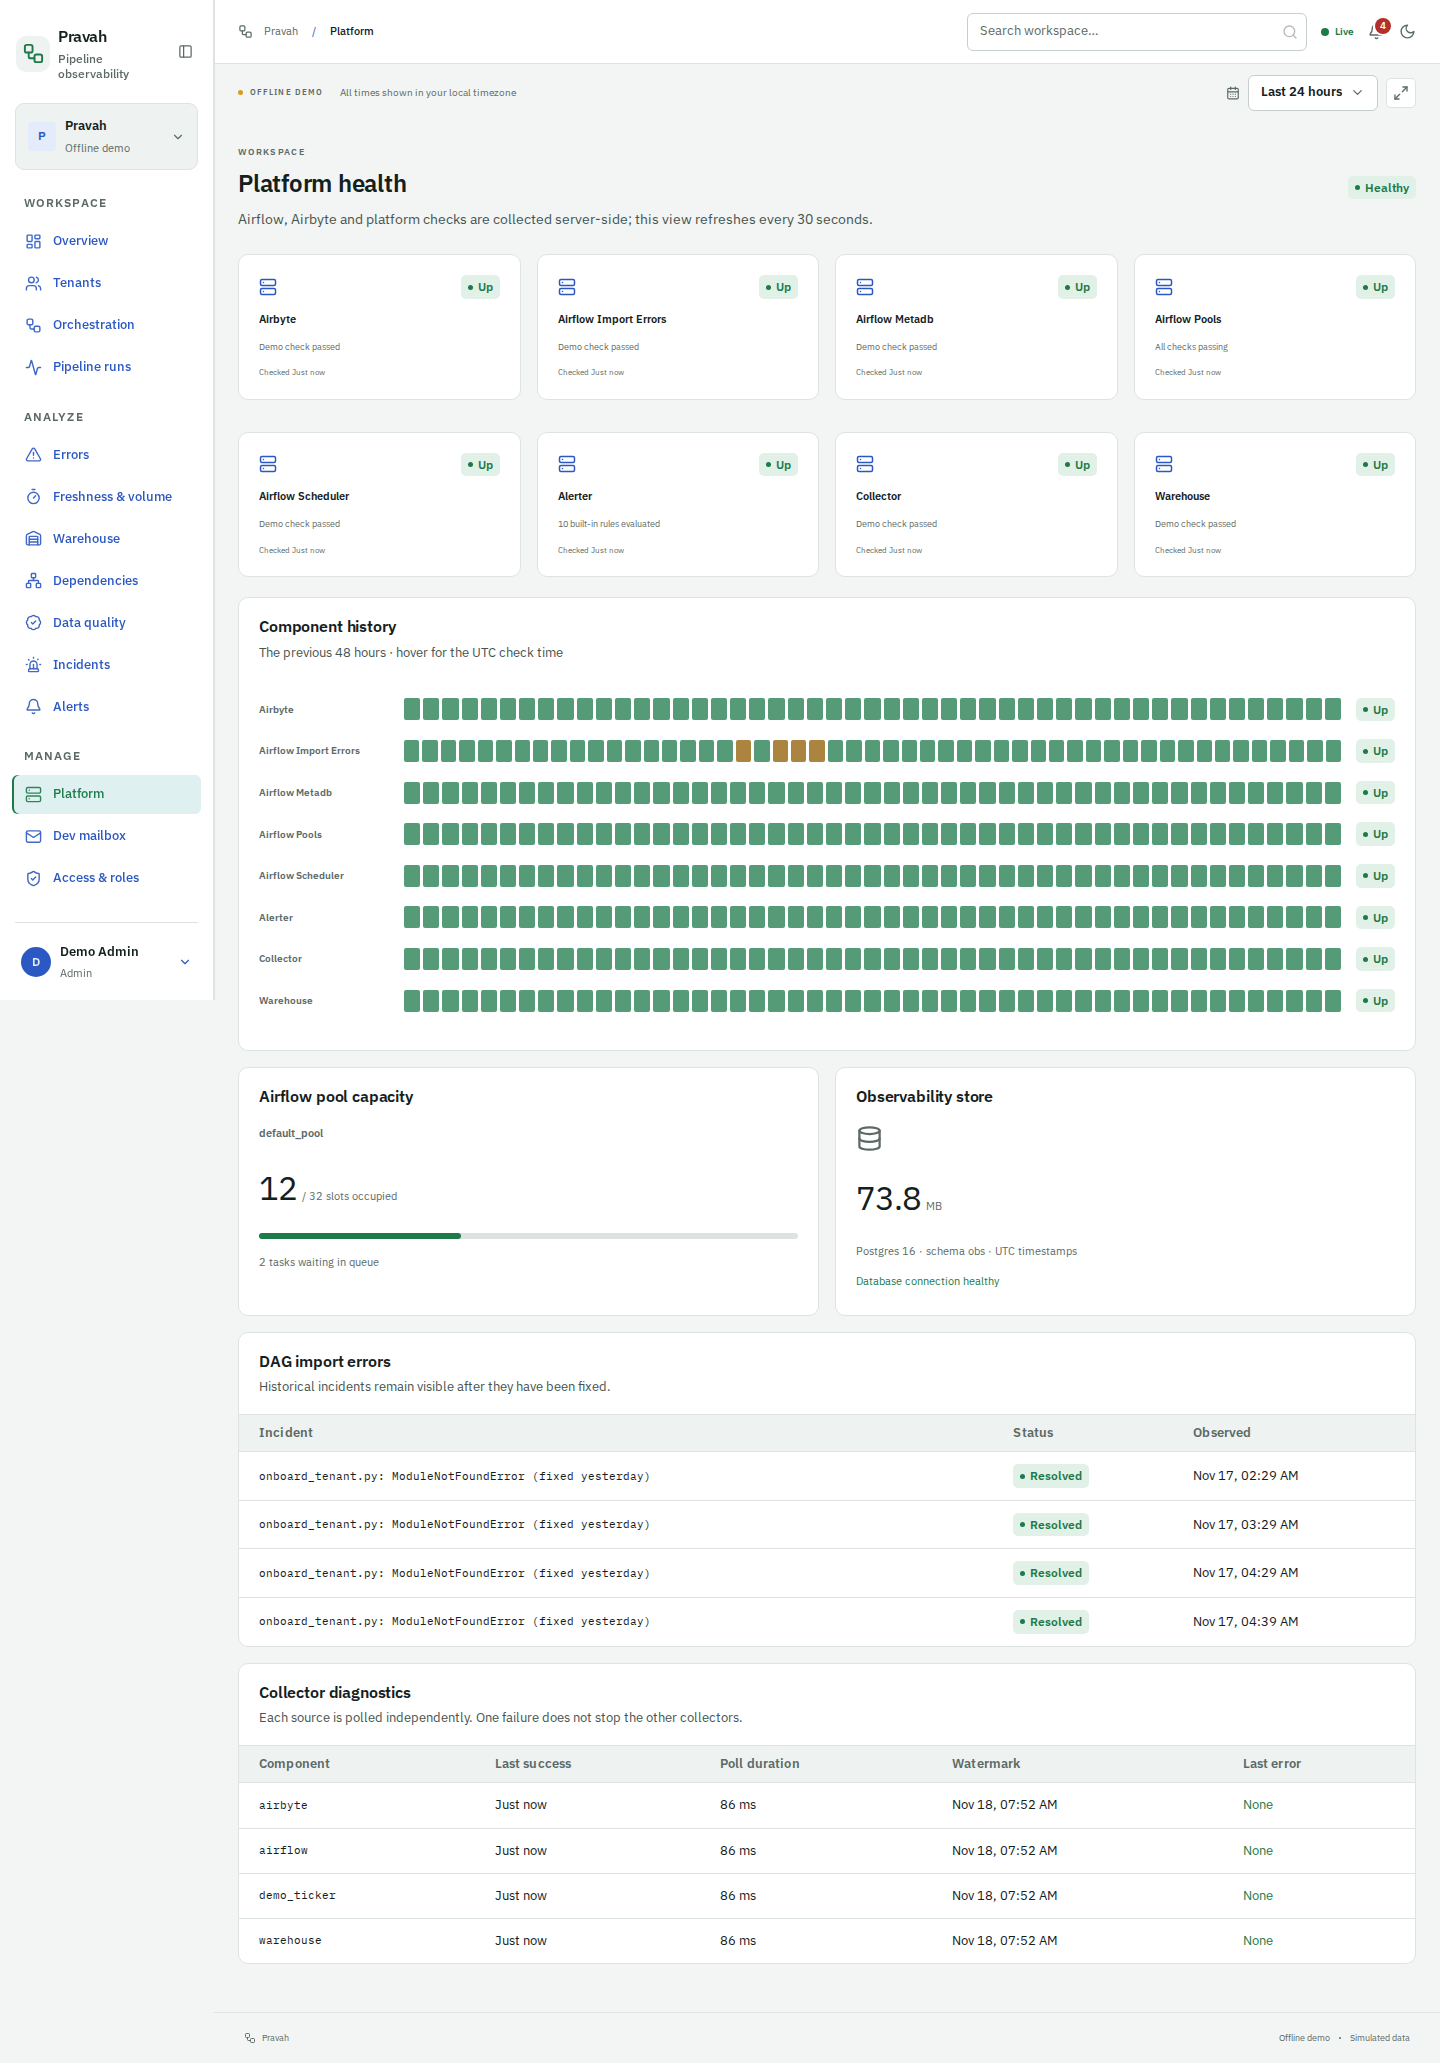 Pravah
Pipeline
observability
P
Pravah
Offline demo
WORKSPACE
Overview
Tenants
Orchestration
Pipeline runs
ANALYZE
Errors
Freshness & volume
Warehouse
Dependencies
Data quality
Incidents
Alerts
MANAGE
Platform
Dev mailbox
Access & roles
D
Demo Admin
Admin
Pravah / Platform
Search workspace...
Live
4
OFFLINE DEMO All times shown in your local timezone
Last 24 hours
WORKSPACE
Platform health
Healthy
Airflow, Airbyte and platform checks are collected server-side; this view refreshes every 30 seconds.
Up
Airbyte
Demo check passed
Checked Just now
Up
Airflow Import Errors
Demo check passed
Checked Just now
Up
Airflow Metadb
Demo check passed
Checked Just now
Up
Airflow Pools
All checks passing
Checked Just now
Up
Airflow Scheduler
Demo check passed
Checked Just now
Up
Alerter
10 built-in rules evaluated
Checked Just now
Up
Collector
Demo check passed
Checked Just now
Up
Warehouse
Demo check passed
Checked Just now
Component history
The previous 48 hours · hover for the UTC check time
Airbyte Up
Airflow Import Errors Up
Airflow Metadb Up
Airflow Pools Up
Airflow Scheduler Up
Alerter Up
Collector Up
Warehouse Up
Airflow pool capacity
default_pool
12 / 32 slots occupied
2 tasks waiting in queue
Observability store
73.8 MB
Postgres 16 · schema obs · UTC timestamps
Database connection healthy
DAG import errors
Historical incidents remain visible after they have been fixed.
Incident Status Observed
onboard_tenant.py: ModuleNotFoundError (fixed yesterday) Resolved Nov 17, 02:29 AM
onboard_tenant.py: ModuleNotFoundError (fixed yesterday) Resolved Nov 17, 03:29 AM
onboard_tenant.py: ModuleNotFoundError (fixed yesterday) Resolved Nov 17, 04:29 AM
onboard_tenant.py: ModuleNotFoundError (fixed yesterday) Resolved Nov 17, 04:39 AM
Collector diagnostics
Each source is polled independently. One failure does not stop the other collectors.
Component Last success Poll duration Watermark Last error
airbyte Just now 86 ms Nov 18, 07:52 AM None
airflow Just now 86 ms Nov 18, 07:52 AM None
demo_ticker Just now 86 ms Nov 18, 07:52 AM None
warehouse Just now 86 ms Nov 18, 07:52 AM None
Pravah
Offline demo • Simulated data